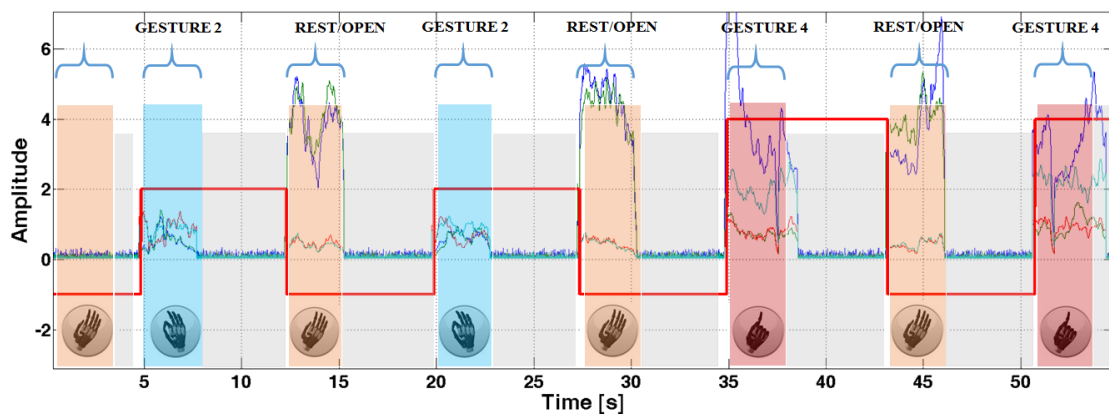 GESTURE 2 REST/OPEN GESTURE 2 REST/OPEN GESTURE 4 REST/OPEN GESTURE 4
6
4
2
0
-2
Amplitude
5 10 15 20 25 30 35 40 45 50
Time [s]